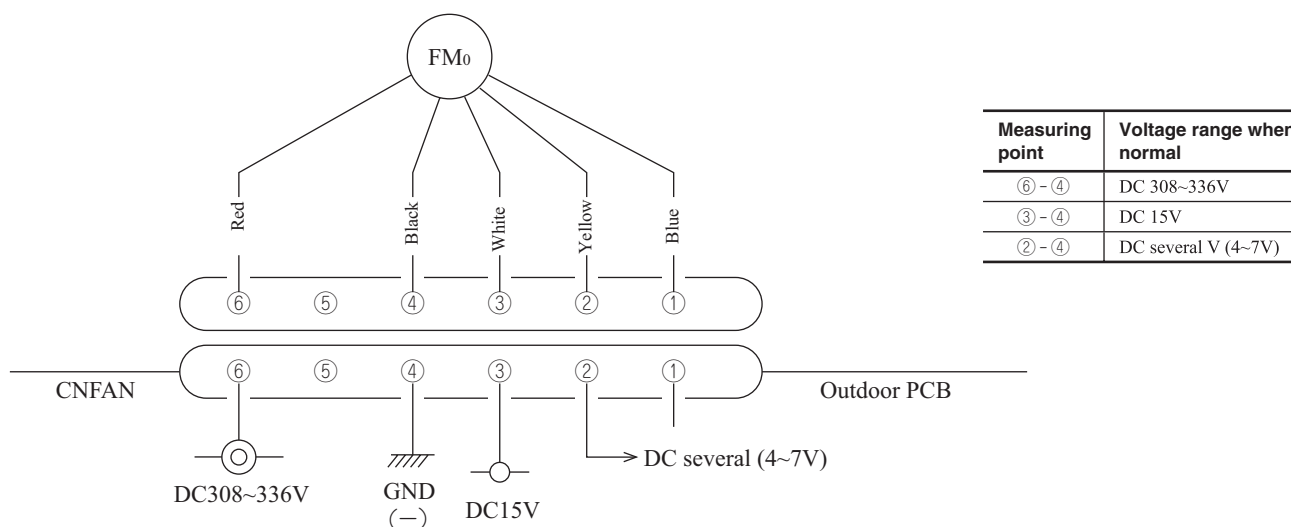 FM0
Red
Black
White
Yellow
Blue
⑥ ⑤ ④ ③ ② ①
⑥ ⑤ ④ ③ ② ①
CNFAN
Outdoor PCB
DC308~336V
GND
(−)
DC15V
DC several (4~7V)
Measuring point
Voltage range when normal
⑥ - ④ DC 308~336V
③ - ④ DC 15V
② - ④ DC several V (4~7V)